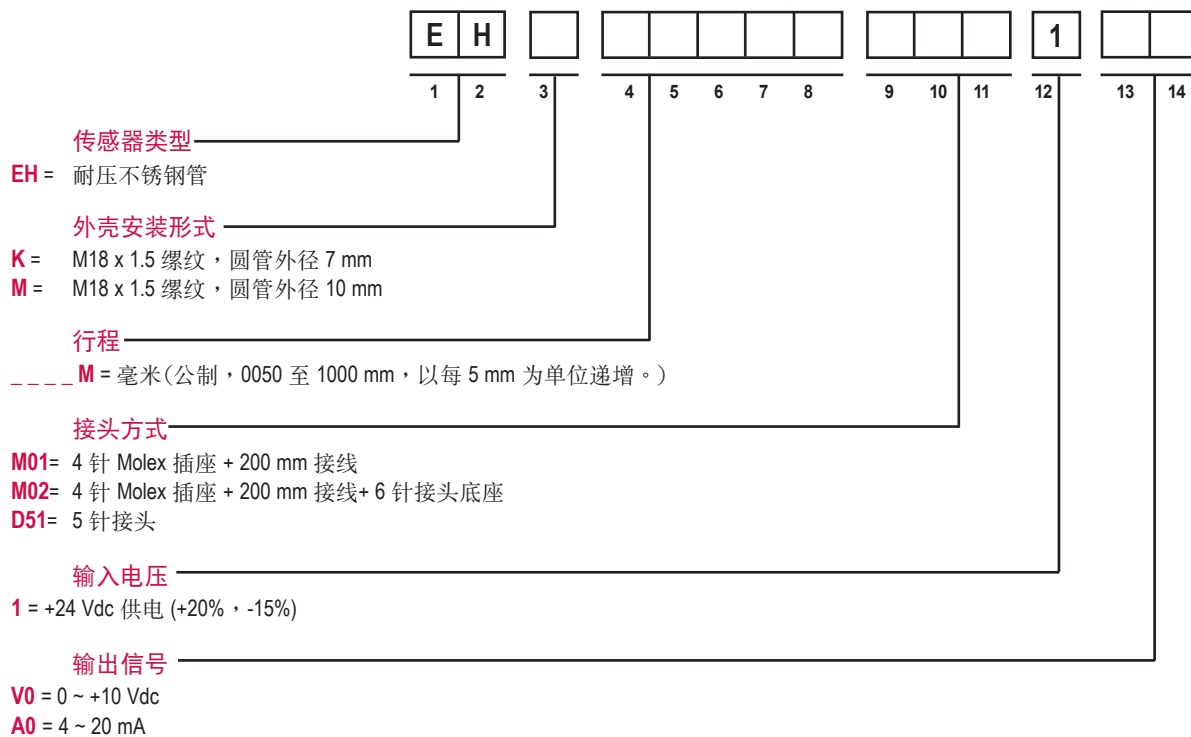 E H 1
1 2 3 4 5 6 7 8 9 10 11 12 13 14
传感器类型
EH = 耐压不锈钢管
外壳安装形式
K = M18 x 1.5 缧纹，圆管外径 7 mm
M = M18 x 1.5 缧纹，圆管外径 10 mm
行程
_ _ _ _ M = 毫米(公制，0050 至 1000 mm，以每 5 mm 为单位递增。)
接头方式
M01= 4 针 Molex 插座 + 200 mm 接线
M02= 4 针 Molex 插座 + 200 mm 接线+ 6 针接头底座
D51= 5 针接头
输入电压
1 = +24 Vdc 供电 (+20%，-15%)
输出信号
V0 = 0 ~ +10 Vdc
A0 = 4 ~ 20 mA